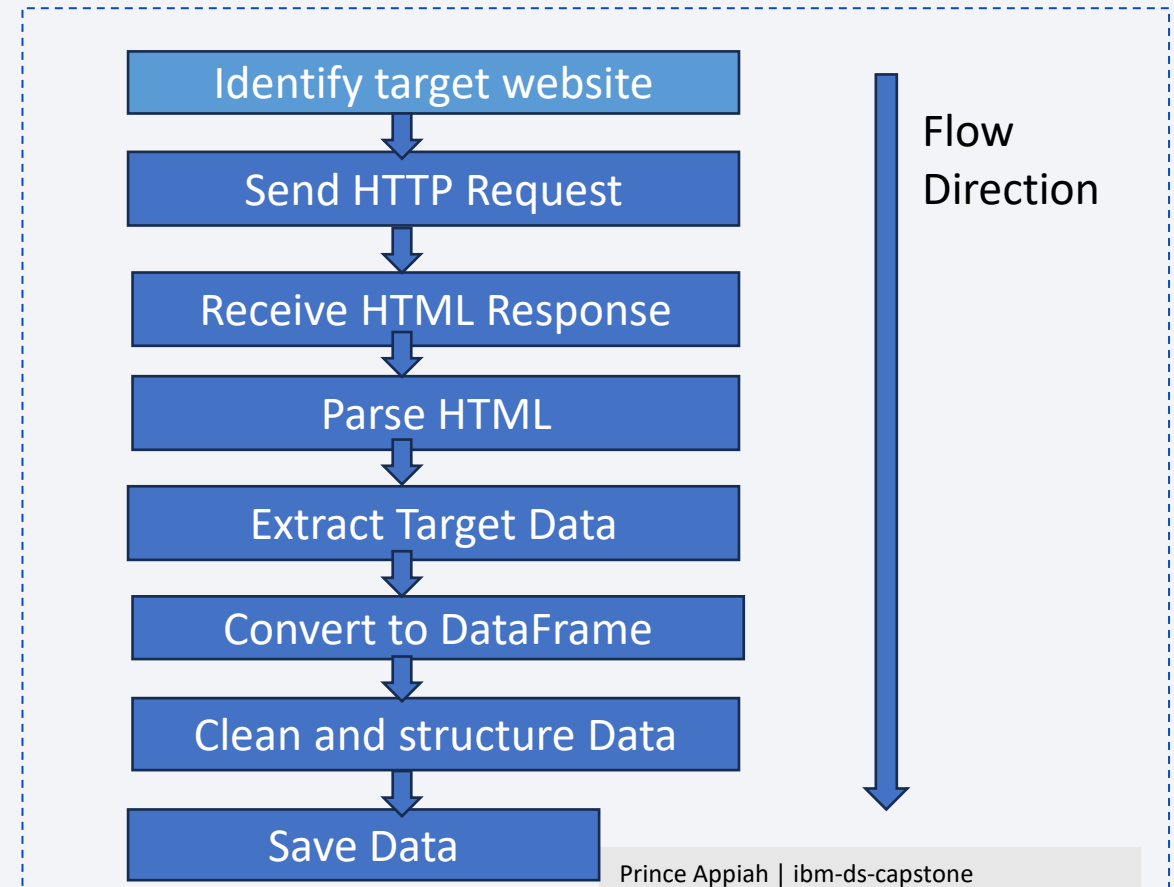 Identify target website
Send HTTP Request
Receive HTML Response
Parse HTML
Extract Target Data
Convert to DataFrame
Clean and structure Data
Save Data
Flow
Direction
Prince Appiah | ibm-ds-capstone